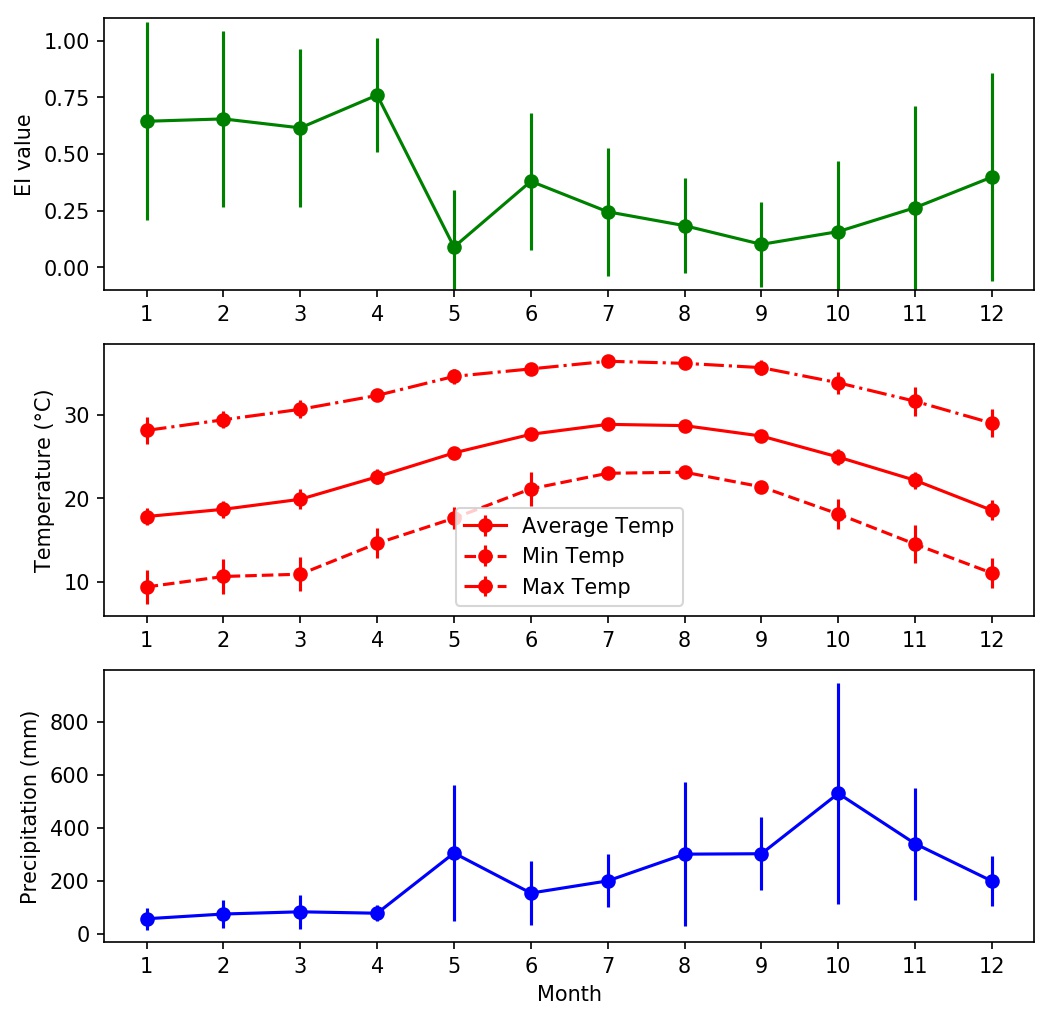 1.00
0.75
0.50
0.25
0.00
EI value
1 2 3 4 5 6 7 8 9 10 11 12
30
20
10
Temperature (°C)
Average Temp
Min Temp
Max Temp
1 2 3 4 5 6 7 8 9 10 11 12
800
600
400
200
0
Precipitation (mm)
1 2 3 4 5 6 7 8 9 10 11 12
Month